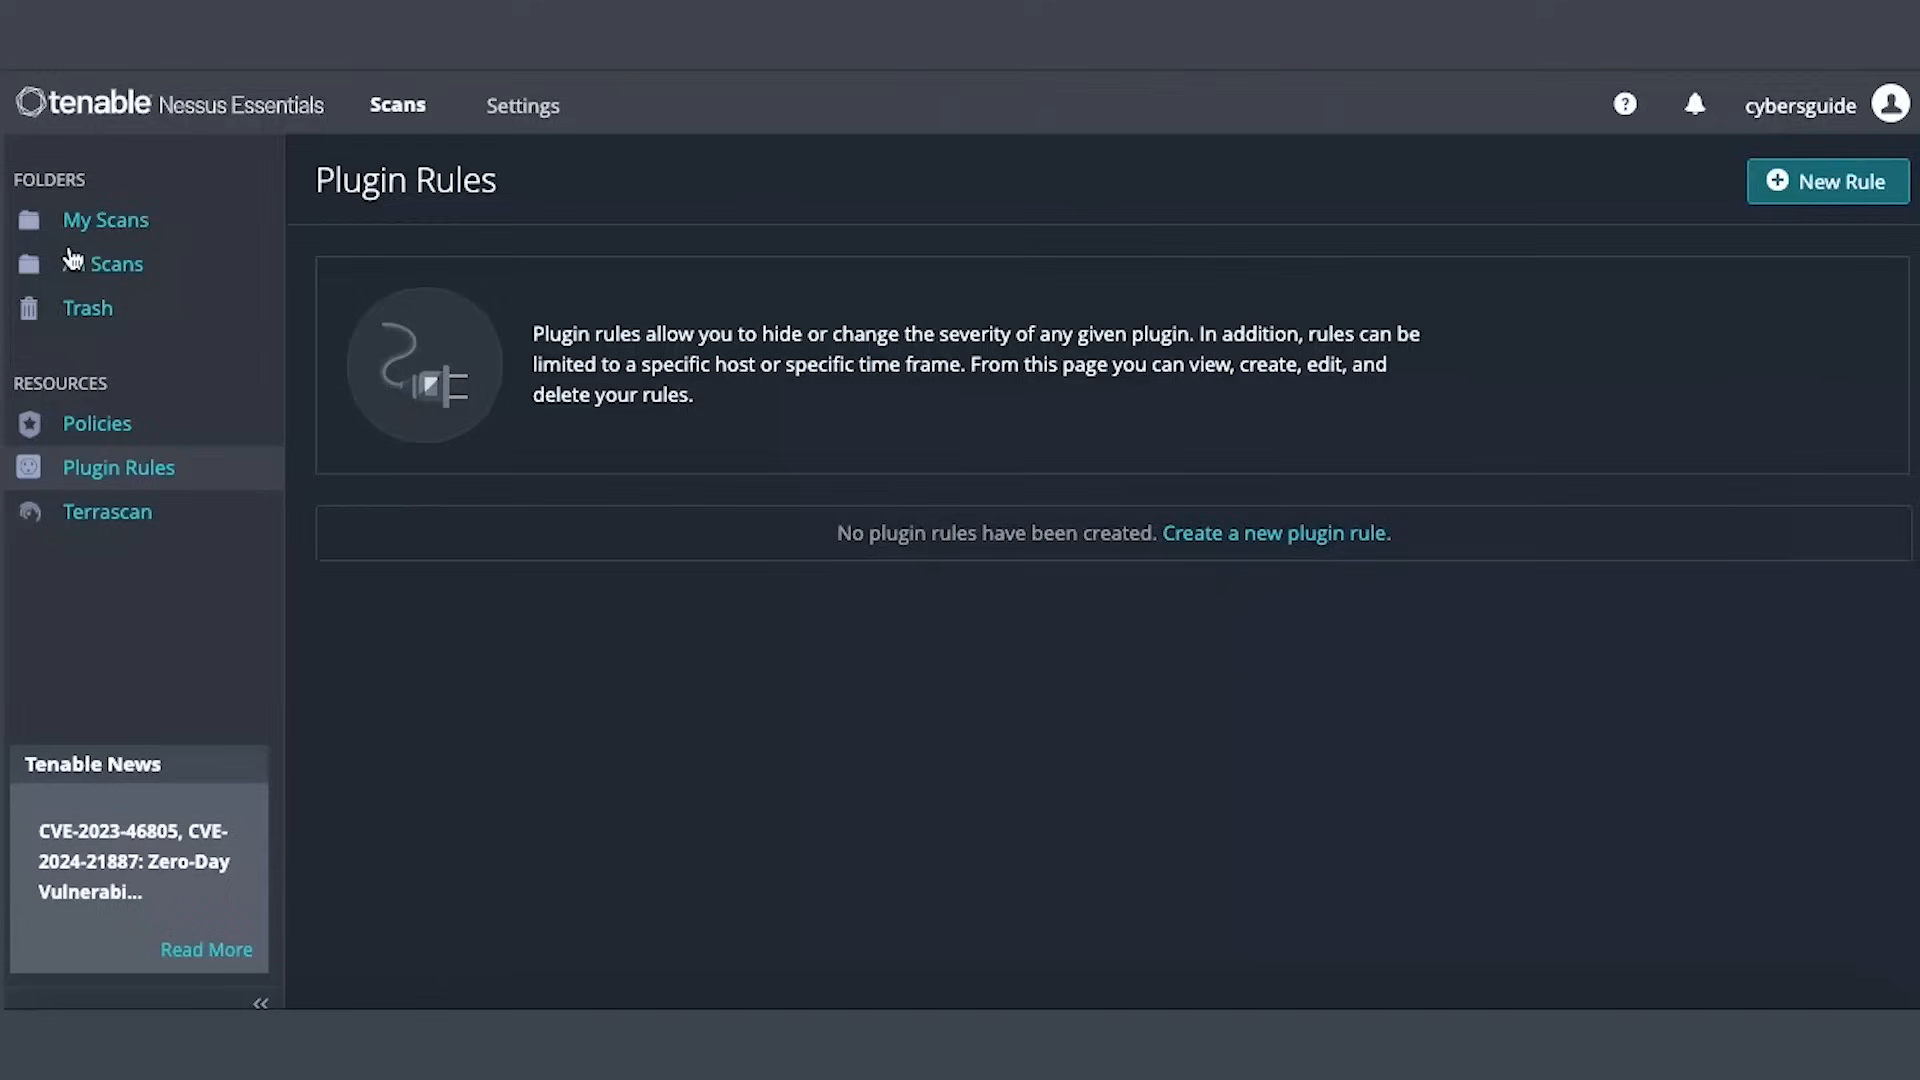 tenable Nessus Essentials
Scans
Settings
?
cybersguide
FOLDERS
My Scans
Scans
Trash
RESOURCES
Policies
Plugin Rules
Terrascan
Tenable News
CVE-2023-46805, CVE-
2024-21887: Zero-Day
Vulnerabi...
Read More
Plugin Rules
New Rule
Plugin rules allow you to hide or change the severity of any given plugin. In addition, rules can be
limited to a specific host or specific time frame. From this page you can view, create, edit, and
delete your rules.
No plugin rules have been created. Create a new plugin rule.